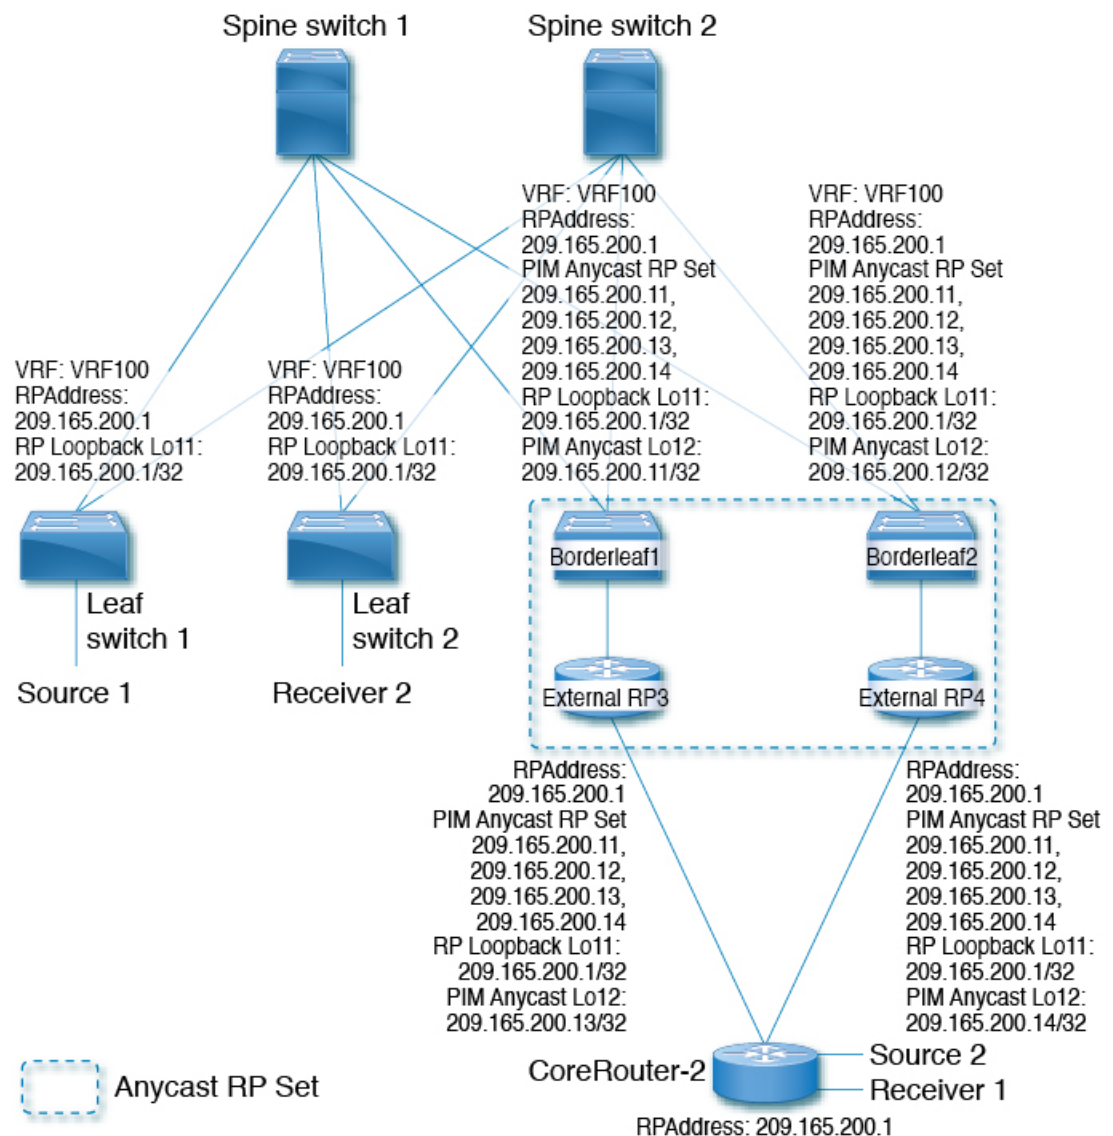 Spine switch 1
Spine switch 2
VRF: VRF100
RPAddress:
209.165.200.1
PIM Anycast RP Set
209.165.200.11,
209.165.200.12,
209.165.200.13,
209.165.200.14
RP Loopback Lo11:
209.165.200.1/32
PIM Anycast Lo12:
209.165.200.11/32
VRF: VRF100
RPAddress:
209.165.200.1
PIM Anycast RP Set
209.165.200.11,
209.165.200.12,
209.165.200.13,
209.165.200.14
RP Loopback Lo11:
209.165.200.1/32
PIM Anycast Lo12:
209.165.200.12/32
VRF: VRF100
RPAddress:
209.165.200.1
RP Loopback Lo11:
209.165.200.1/32
VRF: VRF100
RPAddress:
209.165.200.1
RP Loopback Lo11:
209.165.200.1/32
Borderleaf1
Borderleaf2
Leaf
switch 1
Leaf
switch 2
Source 1
Receiver 2
External RP3
External RP4
RPAddress:
209.165.200.1
PIM Anycast RP Set
209.165.200.11,
209.165.200.12,
209.165.200.13,
209.165.200.14
RP Loopback Lo11:
209.165.200.1/32
PIM Anycast Lo12:
209.165.200.13/32
RPAddress:
209.165.200.1
PIM Anycast RP Set
209.165.200.11,
209.165.200.12,
209.165.200.13,
209.165.200.14
RP Loopback Lo11:
209.165.200.1/32
PIM Anycast Lo12:
209.165.200.14/32
CoreRouter-2
Source 2
Receiver 1
RPAddress: 209.165.200.1
Anycast RP Set